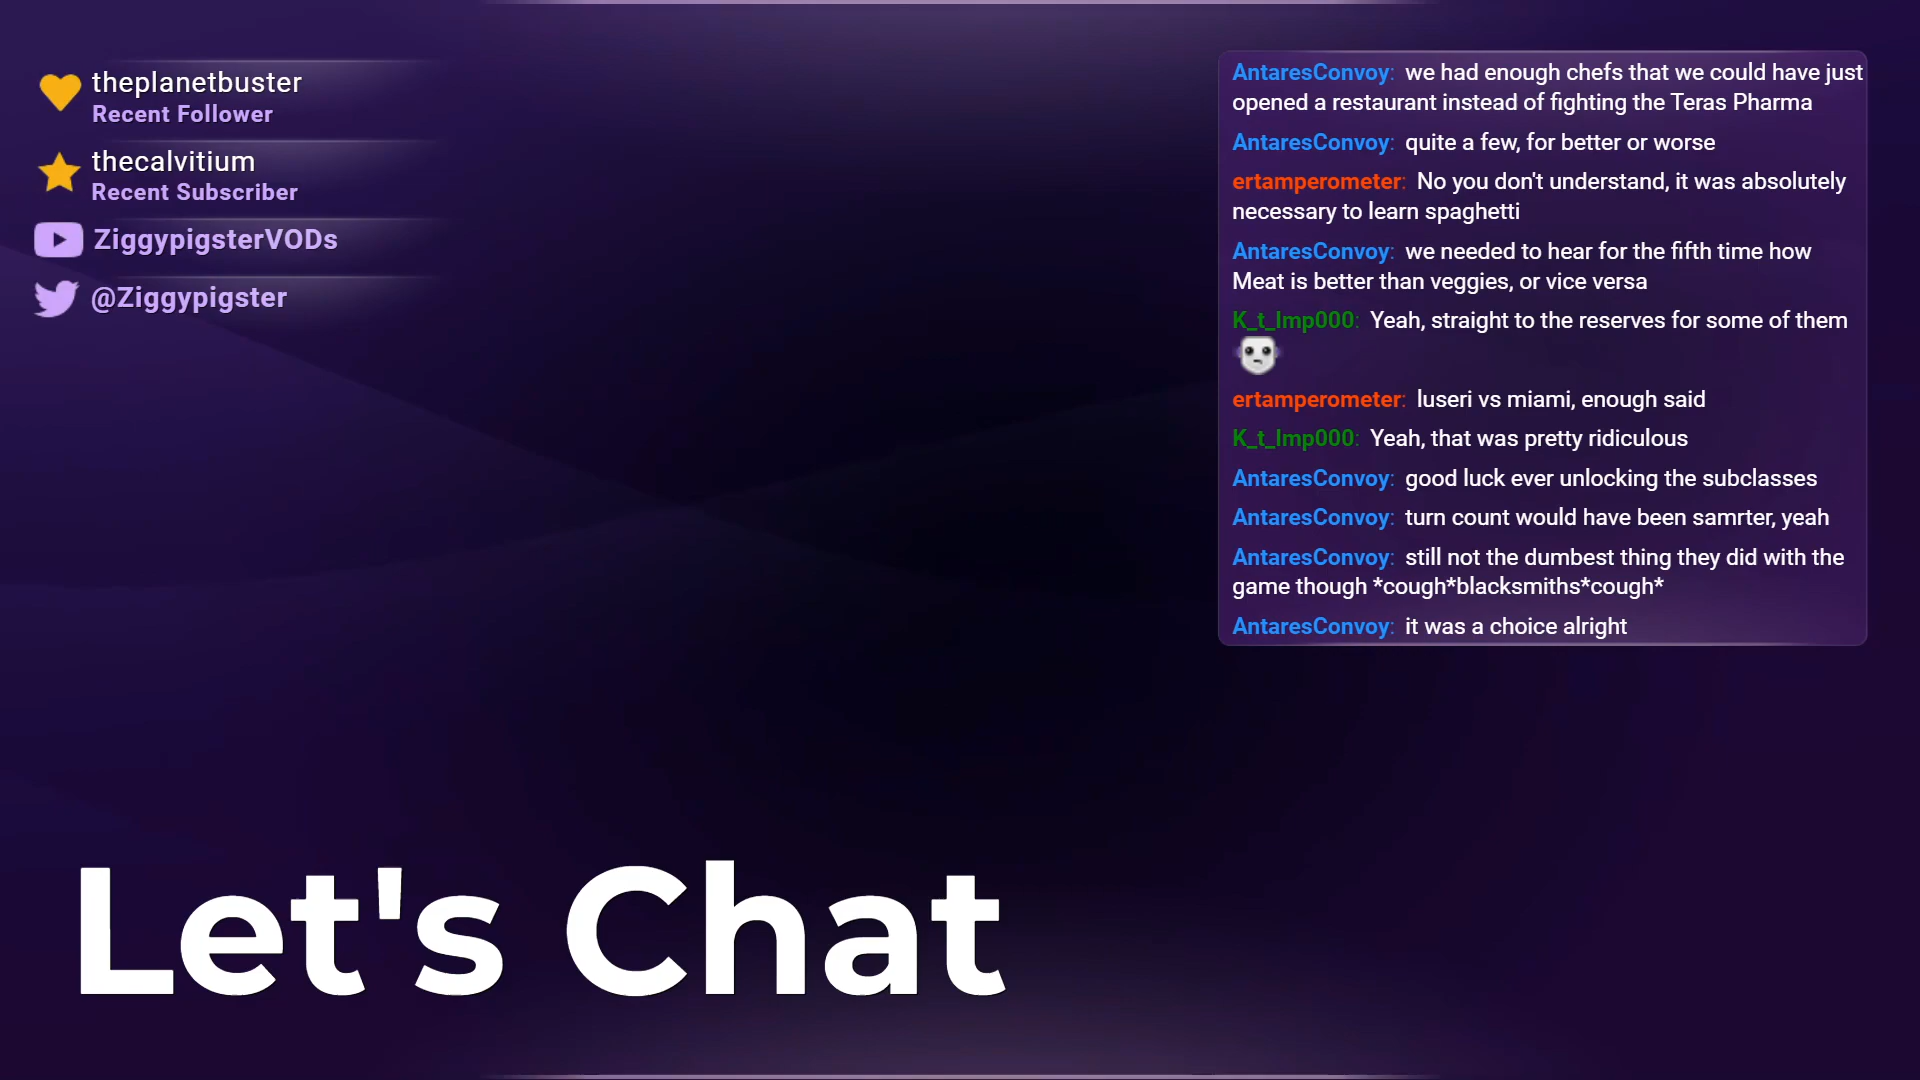 theplanetbuster
Recent Follower
thecalvitium
Recent Subscriber
ZiggypigsterVODs
@Ziggypigster
AntaresConvoy: we had enough chefs that we could have just
opened a restaurant instead of fighting the Teras Pharma
AntaresConvoy: quite a few, for better or worse
ertamperometer: No you don't understand, it was absolutely
necessary to learn spaghetti
AntaresConvoy: we needed to hear for the fifth time how
Meat is better than veggies, or vice versa
K_t_Imp000: Yeah, straight to the reserves for some of them
ertamperometer: luseri vs miami, enough said
K_t_Imp000: Yeah, that was pretty ridiculous
AntaresConvoy: good luck ever unlocking the subclasses
AntaresConvoy: turn count would have been samrter, yeah
AntaresConvoy: still not the dumbest thing they did with the
game though *cough*blacksmiths*cough*
AntaresConvoy: it was a choice alright
Let's Chat